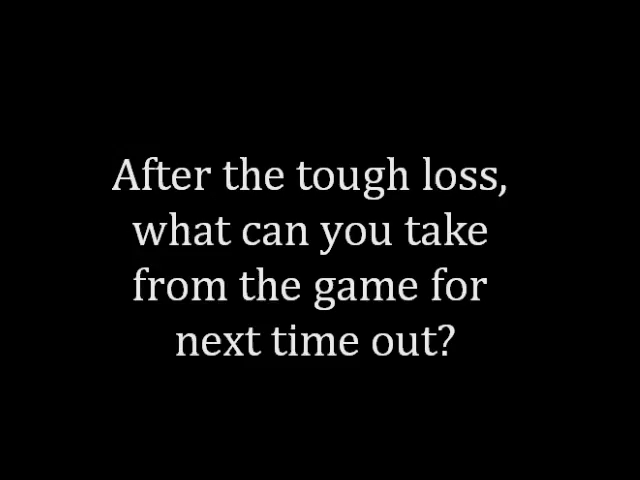 After the tough loss,
what can you take
from the game for
next time out?